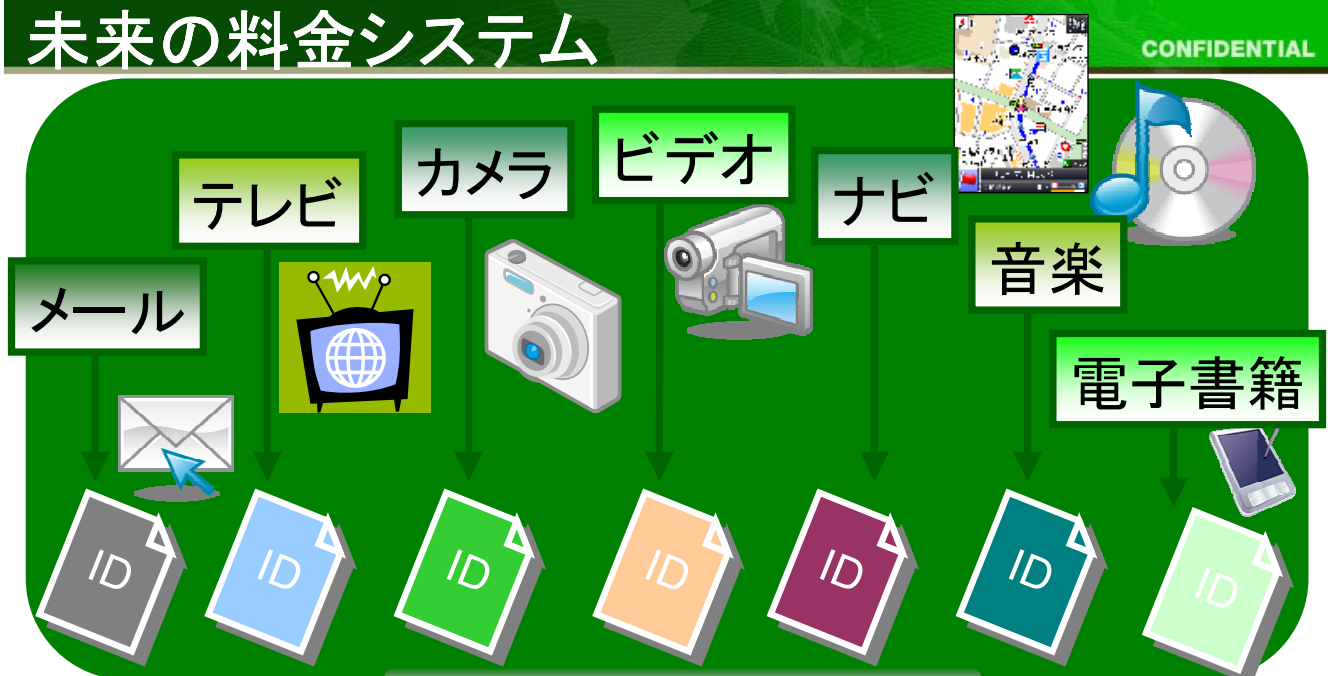 未来の料金システム
CONFIDENTIAL
メール
テレビ
カメラ
ビデオ
ナビ
音楽
電子書籍
ID
ID
ID
ID
ID
ID
ID